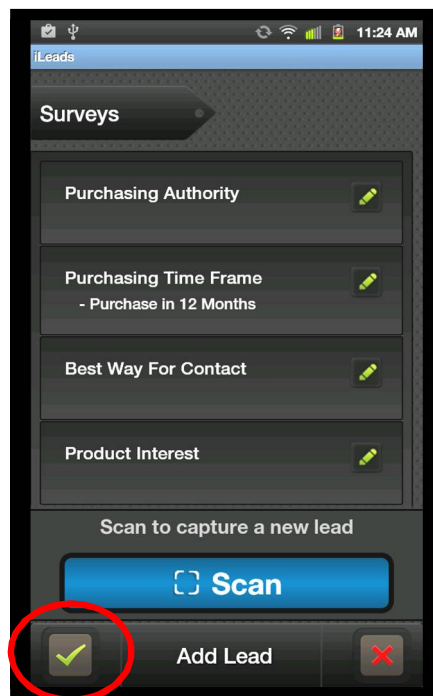 11:24 AM
iLeads
Surveys
Purchasing Authority
Purchasing Time Frame
- Purchase in 12 Months
Best Way For Contact
Product Interest
Scan to capture a new lead
Scan
Add Lead